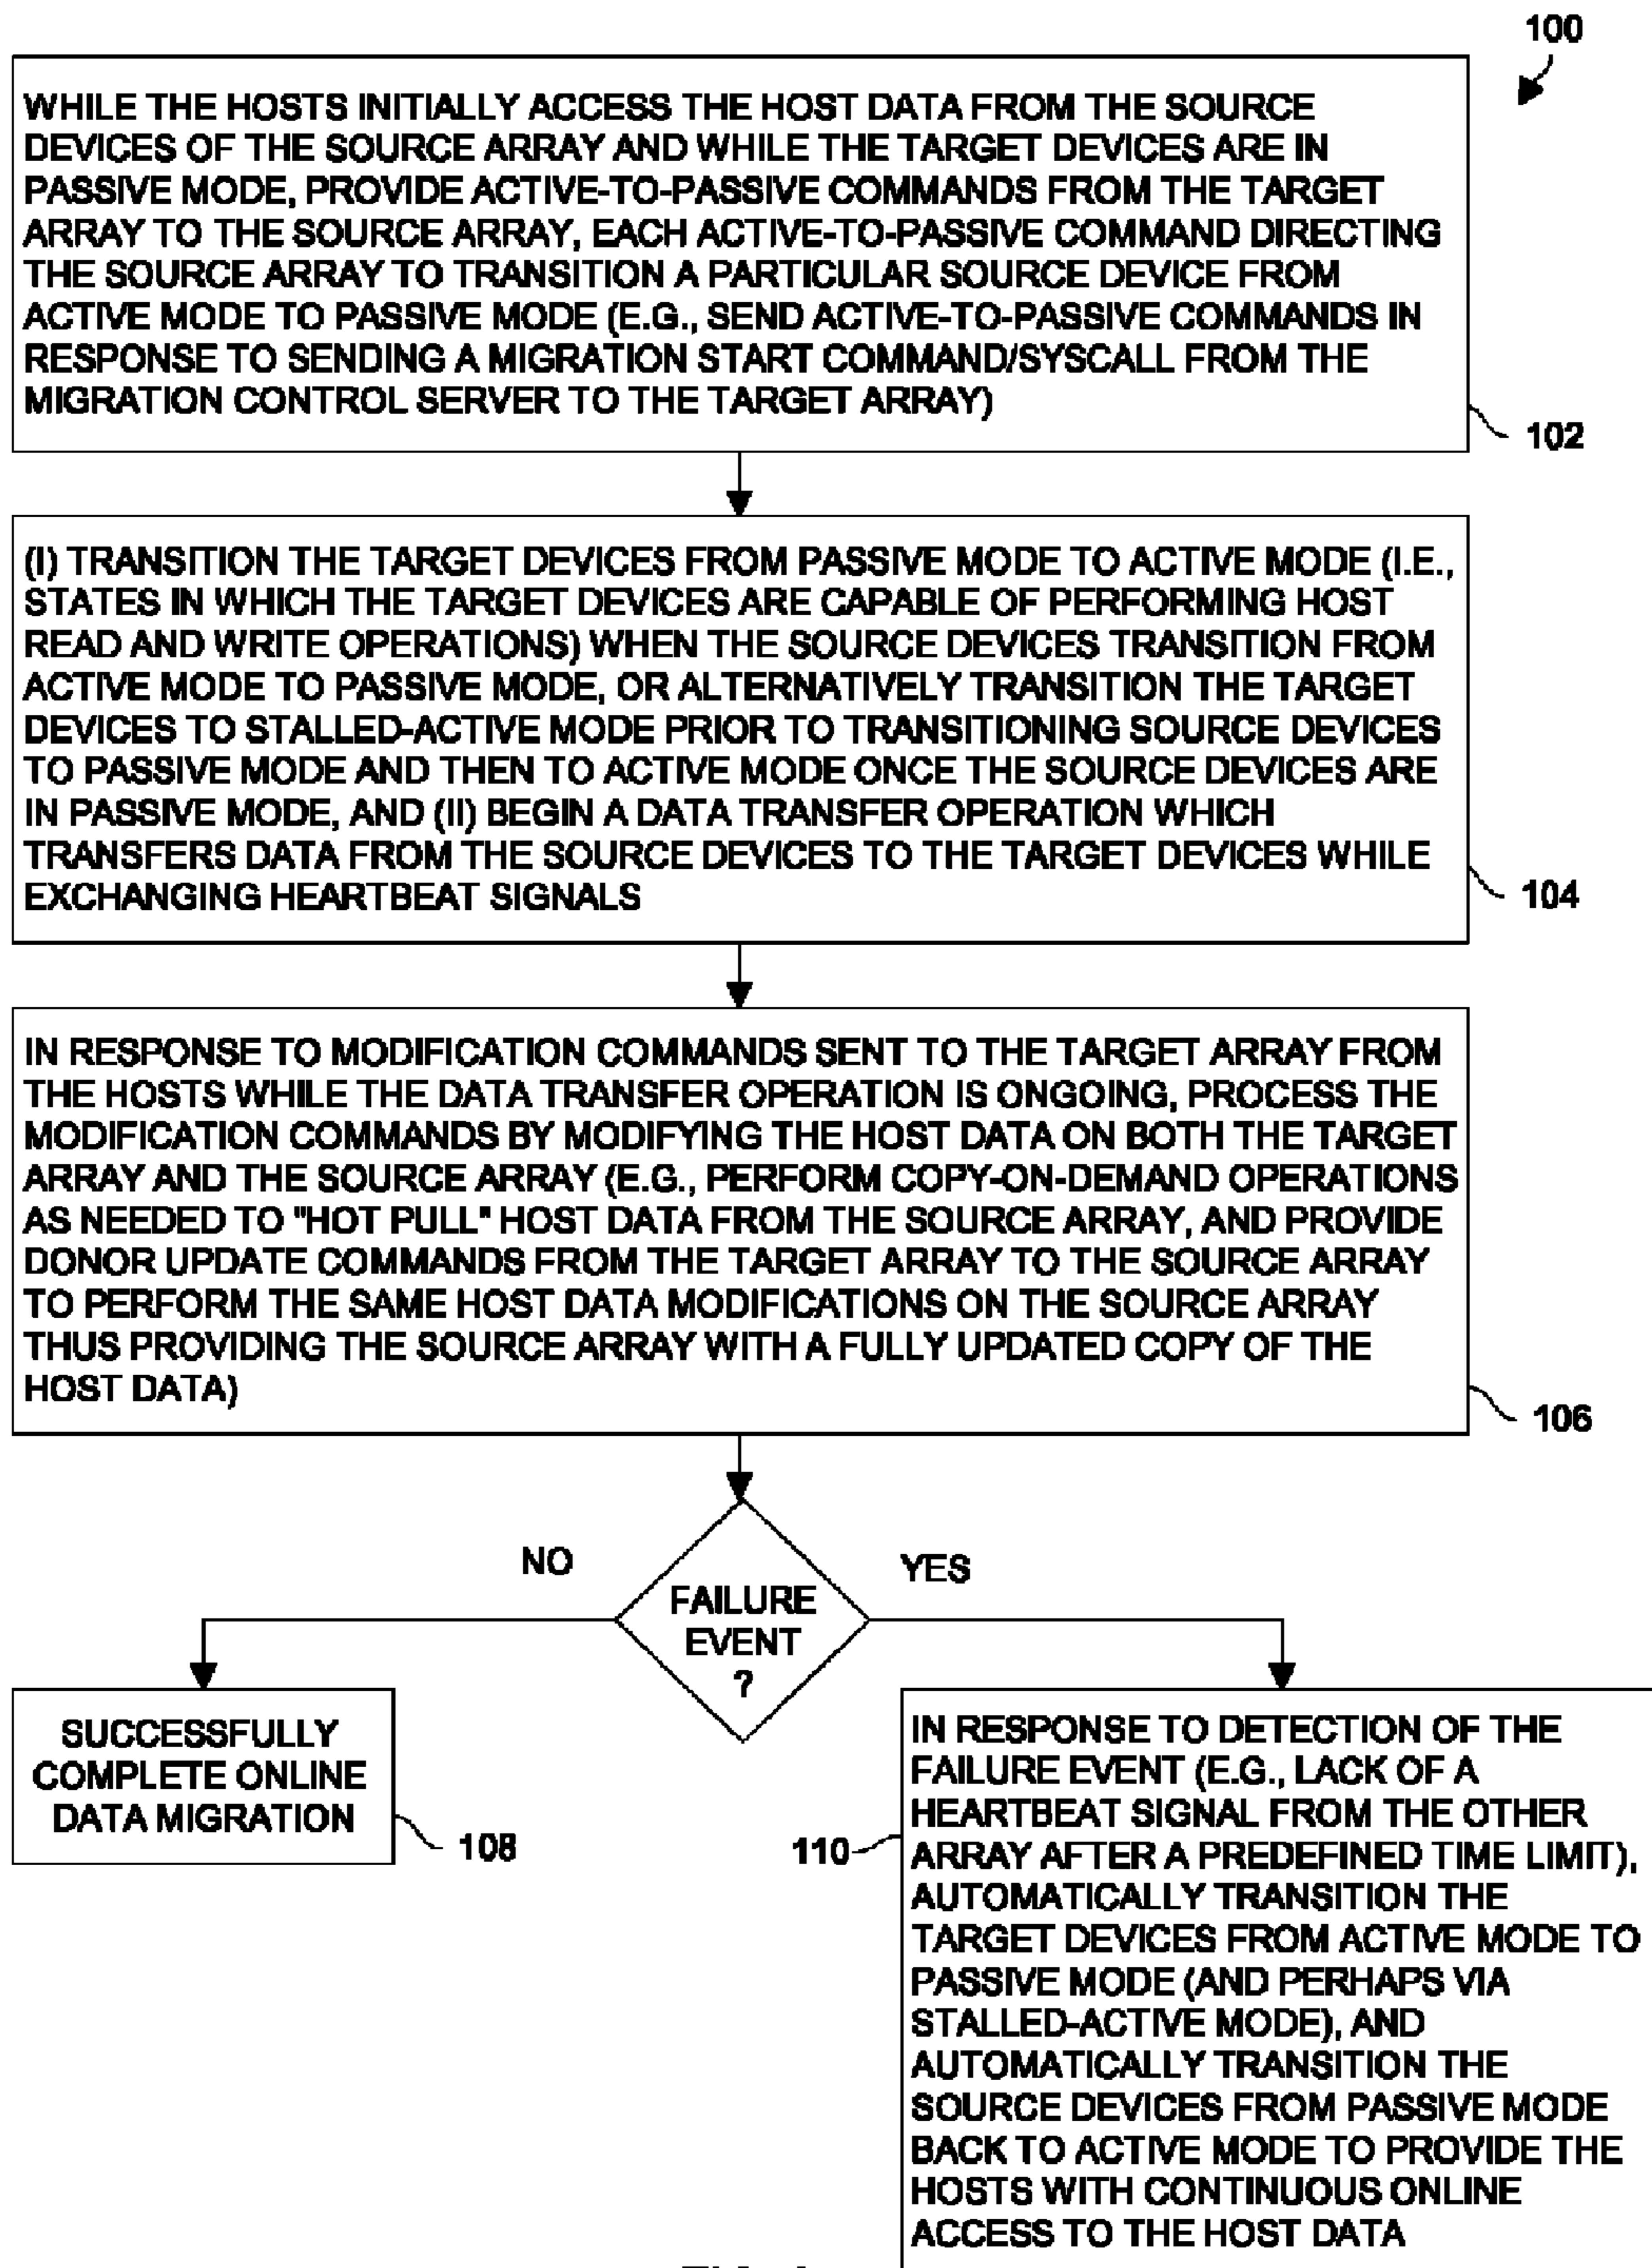 100
WHILE THE HOSTS INITIALLY ACCESS THE HOST DATA FROM THE SOURCE
DEVICES OF THE SOURCE ARRAY AND WHILE THE TARGET DEVICES ARE IN
PASSIVE MODE, PROVIDE ACTIVE-TO-PASSIVE COMMANDS FROM THE TARGET
ARRAY TO THE SOURCE ARRAY, EACH ACTIVE-TO-PASSIVE COMMAND DIRECTING
THE SOURCE ARRAY TO TRANSITION A PARTICULAR SOURCE DEVICE FROM
ACTIVE MODE TO PASSIVE MODE (E.G., SEND ACTIVE-TO-PASSIVE COMMANDS IN
RESPONSE TO SENDING A MIGRATION START COMMAND/SYSCALL FROM THE
MIGRATION CONTROL SERVER TO THE TARGET ARRAY)
102
(I) TRANSITION THE TARGET DEVICES FROM PASSIVE MODE TO ACTIVE MODE (I.E.,
STATES IN WHICH THE TARGET DEVICES ARE CAPABLE OF PERFORMING HOST
READ AND WRITE OPERATIONS) WHEN THE SOURCE DEVICES TRANSITION FROM
ACTIVE MODE TO PASSIVE MODE, OR ALTERNATIVELY TRANSITION THE TARGET
DEVICES TO STALLED-ACTIVE MODE PRIOR TO TRANSITIONING SOURCE DEVICES
TO PASSIVE MODE AND THEN TO ACTIVE MODE ONCE THE SOURCE DEVICES ARE
IN PASSIVE MODE, AND (II) BEGIN A DATA TRANSFER OPERATION WHICH
TRANSFERS DATA FROM THE SOURCE DEVICES TO THE TARGET DEVICES WHILE
EXCHANGING HEARTBEAT SIGNALS
104
IN RESPONSE TO MODIFICATION COMMANDS SENT TO THE TARGET ARRAY FROM
THE HOSTS WHILE THE DATA TRANSFER OPERATION IS ONGOING, PROCESS THE
MODIFICATION COMMANDS BY MODIFYING THE HOST DATA ON BOTH THE TARGET
ARRAY AND THE SOURCE ARRAY (E.G., PERFORM COPY-ON-DEMAND OPERATIONS
AS NEEDED TO "HOT PULL" HOST DATA FROM THE SOURCE ARRAY, AND PROVIDE
DONOR UPDATE COMMANDS FROM THE TARGET ARRAY TO THE SOURCE ARRAY
TO PERFORM THE SAME HOST DATA MODIFICATIONS ON THE SOURCE ARRAY
THUS PROVIDING THE SOURCE ARRAY WITH A FULLY UPDATED COPY OF THE
HOST DATA)
106
NO
YES
FAILURE
EVENT
?
SUCCESSFULLY
COMPLETE ONLINE
DATA MIGRATION
108
110
IN RESPONSE TO DETECTION OF THE
FAILURE EVENT (E.G., LACK OF A
HEARTBEAT SIGNAL FROM THE OTHER
ARRAY AFTER A PREDEFINED TIME LIMIT),
AUTOMATICALLY TRANSITION THE
TARGET DEVICES FROM ACTIVE MODE TO
PASSIVE MODE (AND PERHAPS VIA
STALLED-ACTIVE MODE), AND
AUTOMATICALLY TRANSITION THE
SOURCE DEVICES FROM PASSIVE MODE
BACK TO ACTIVE MODE TO PROVIDE THE
HOSTS WITH CONTINUOUS ONLINE
ACCESS TO THE HOST DATA